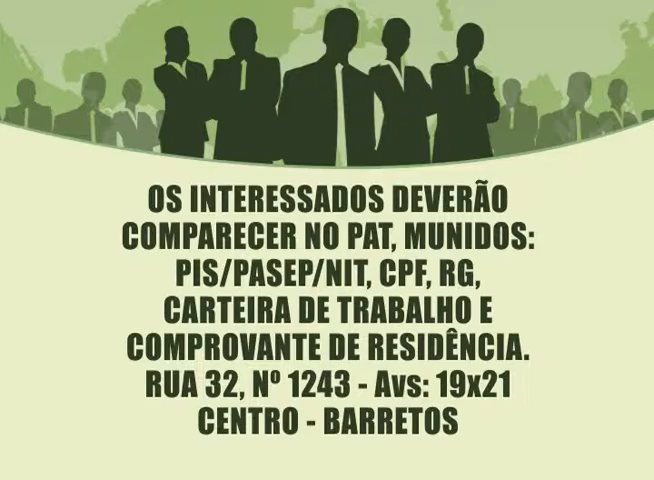 OS INTERESSADOS DEVERÃO
COMPARECER NO PAT, MUNIDOS:
PIS/PASEP/NIT, CPF, RG,
CARTEIRA DE TRABALHO E
COMPROVANTE DE RESIDÊNCIA.
RUA 32, Nº 1243 - Avs: 19x21
CENTRO - BARRETOS